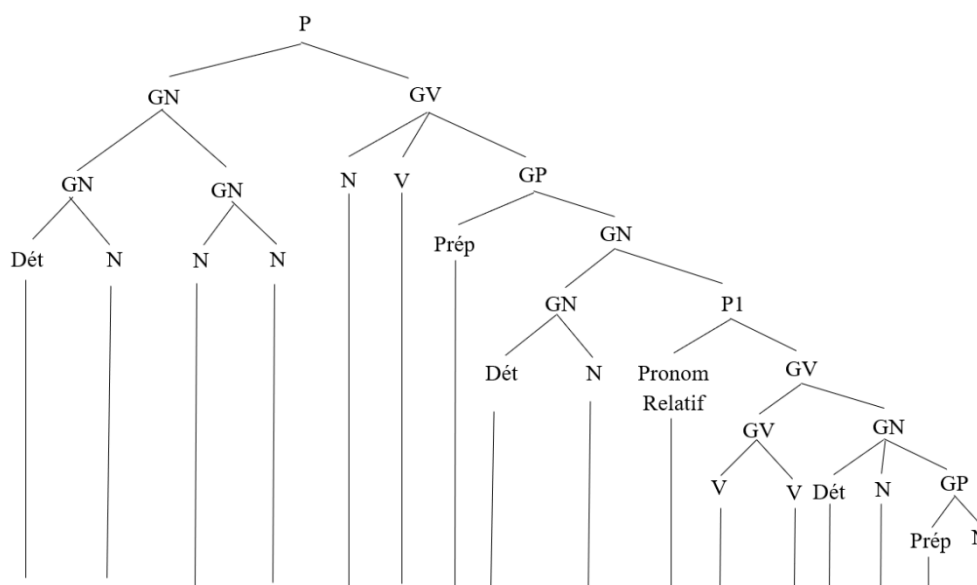 P
GN GV
GN GN N V GP
Dét N N N Prép GN
GN P1
Dét N Pronom Relatif GV
GV GN
V V Dét N GP
Prép N